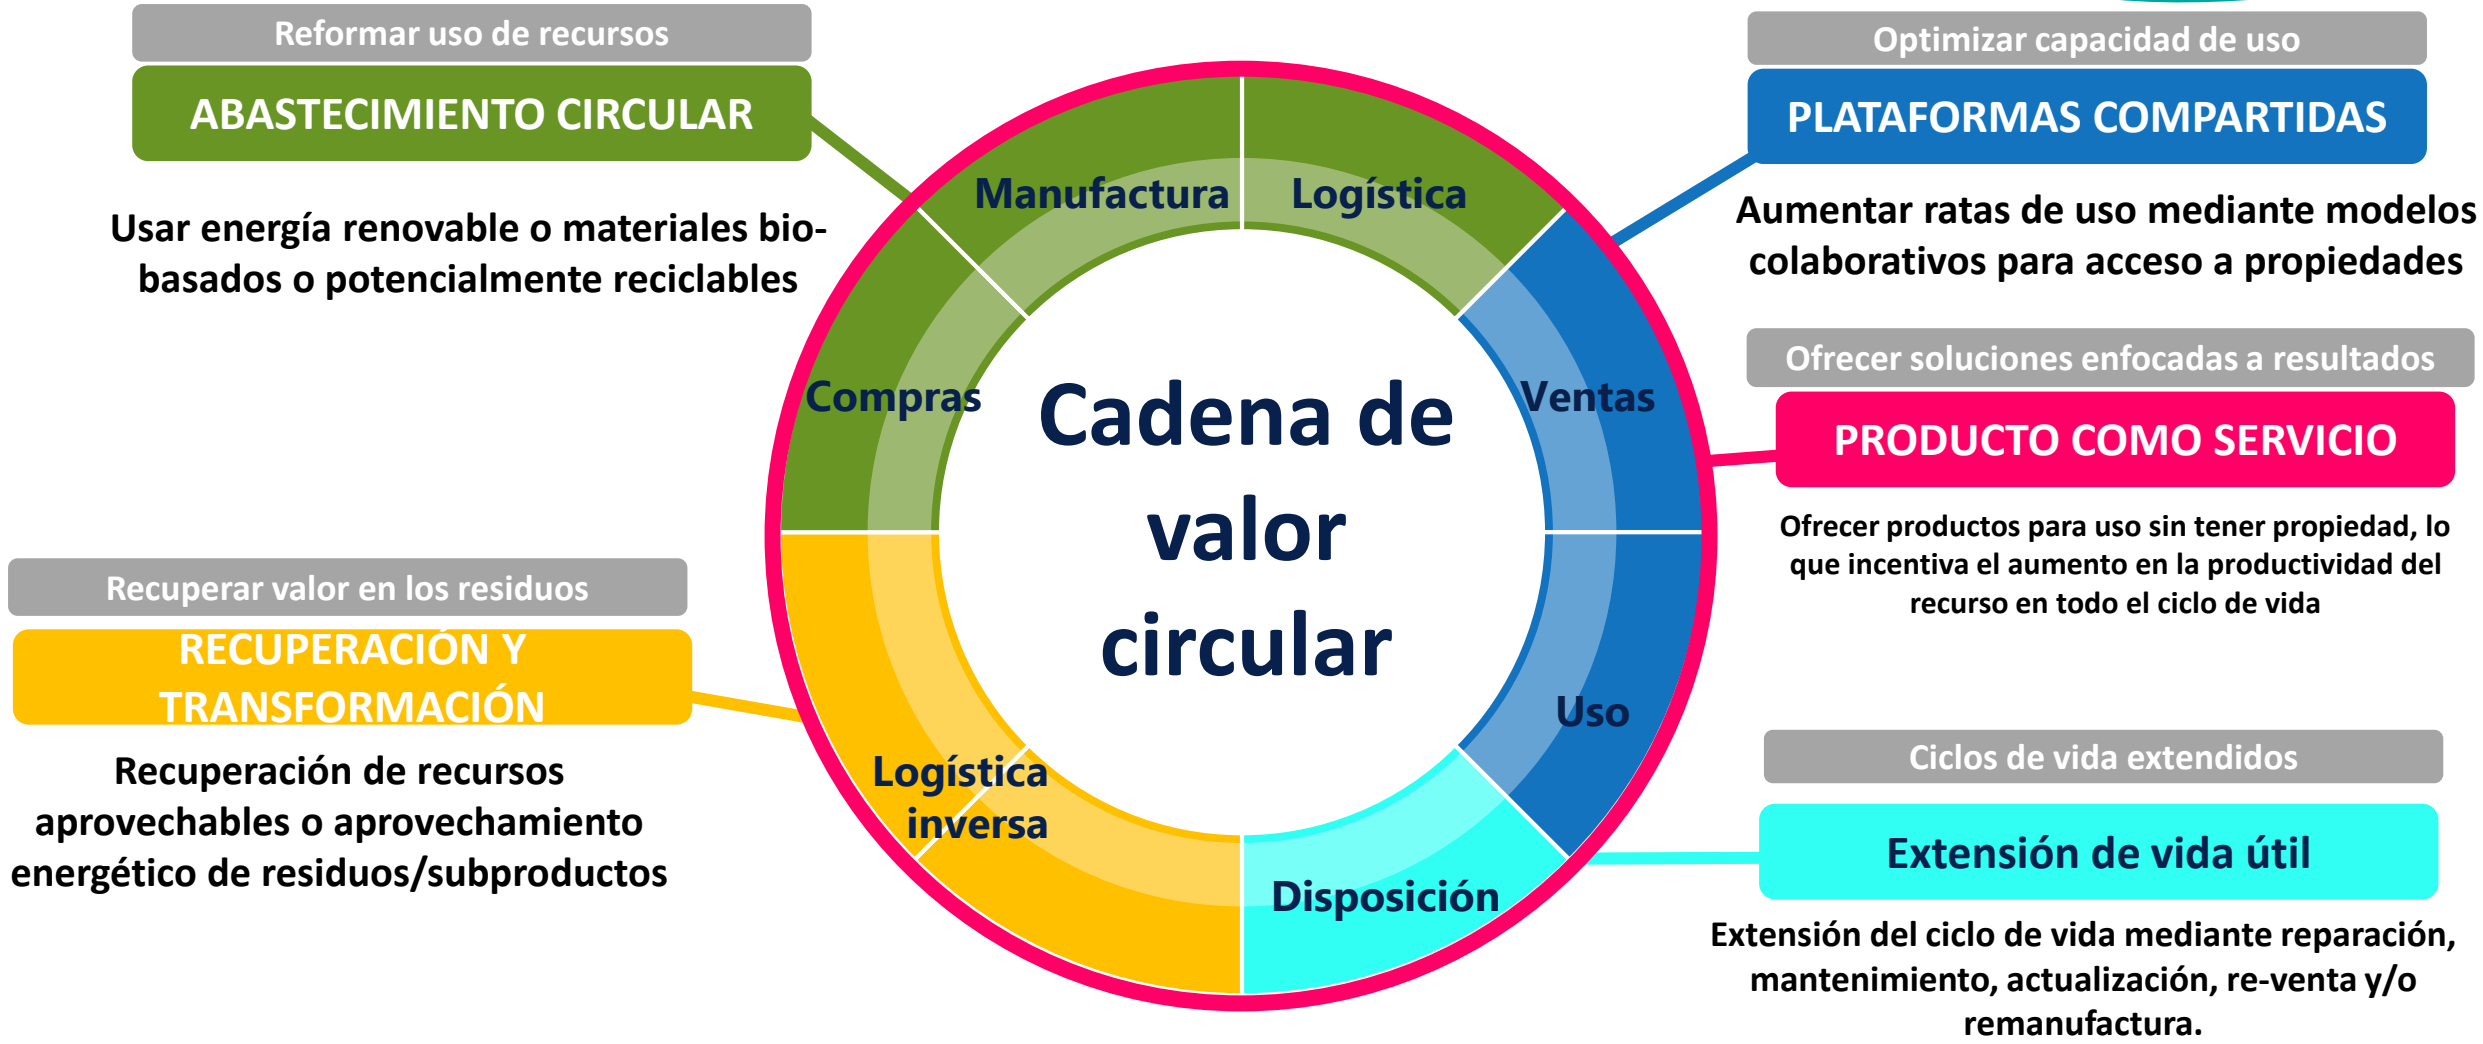 Reformar uso de recursos
ABASTECIMIENTO CIRCULAR
Usar energía renovable o materiales bio-
basados o potencialmente reciclables
Optimizar capacidad de uso
PLATAFORMAS COMPARTIDAS
Aumentar ratas de uso mediante modelos
colaborativos para acceso a propiedades
Ofrecer soluciones enfocadas a resultados
PRODUCTO COMO SERVICIO
Ofrecer productos para uso sin tener propiedad, lo
que incentiva el aumento en la productividad del
recurso en todo el ciclo de vida
Ciclos de vida extendidos
Extensión de vida útil
Extensión del ciclo de vida mediante reparación,
mantenimiento, actualización, re-venta y/o
remanufactura.
Recuperar valor en los residuos
RECUPERACIÓN Y
TRANSFORMACIÓN
Recuperación de recursos
aprovechables o aprovechamiento
energético de residuos/subproductos
Manufactura
Logística
Compras
Ventas
Cadena de
valor
circular
Uso
Logística
inversa
Disposición